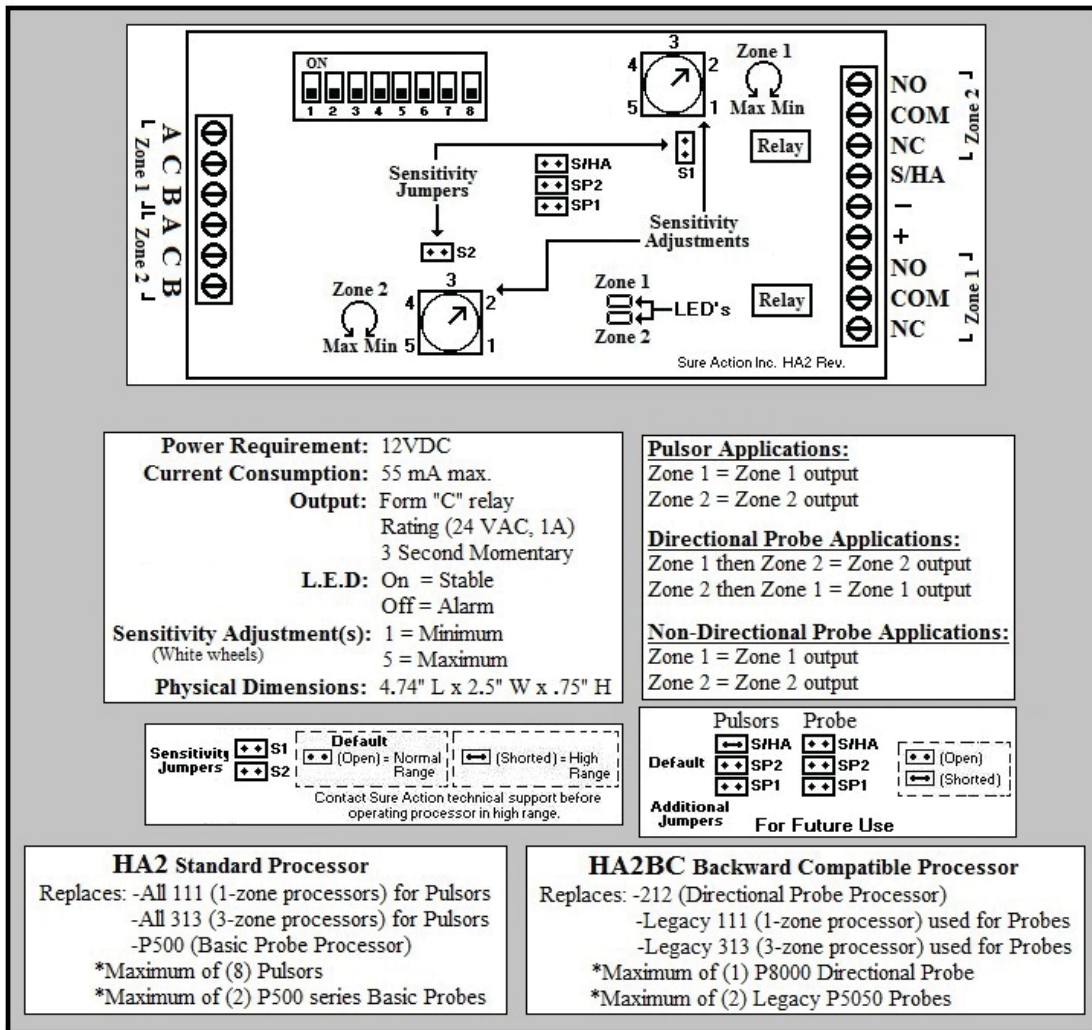 ON
1 2 3 4 5 6 7 8
3
4 2
5 1
Zone 1
Max Min
Relay
S1
Sensitivity
Jumpers
S/HA
SP2
SP1
S2
Sensitivity
Adjustments
A
C
B
A
C
B
Zone 1
Zone 2
Zone 2
Max Min
3
4 2
5 1
Zone 1
LED's
Zone 2
Relay
NO
COM
NC
S/HA
−
+
NO
COM
NC
Zone 2
Zone 1
Sure Action Inc. HA2 Rev.
Power Requirement: 12VDC
Current Consumption: 55 mA max.
Output: Form "C" relay
Rating (24 VAC, 1A)
3 Second Momentary
L.E.D: On = Stable
Off = Alarm
Sensitivity Adjustment(s): 1 = Minimum
(White wheels) 5 = Maximum
Physical Dimensions: 4.74" L x 2.5" W x .75" H
Pulsor Applications:
Zone 1 = Zone 1 output
Zone 2 = Zone 2 output
Directional Probe Applications:
Zone 1 then Zone 2 = Zone 2 output
Zone 2 then Zone 1 = Zone 1 output
Non-Directional Probe Applications:
Zone 1 = Zone 1 output
Zone 2 = Zone 2 output
Sensitivity
Jumpers
S1
S2
Default
(Open) = Normal
Range
(Shorted) = High
Range
Contact Sure Action technical support before
operating processor in high range.
Pulsors Probe
Default
S/HA S/HA
SP2 SP2
SP1 SP1
(Open)
(Shorted)
Additional
Jumpers
For Future Use
HA2 Standard Processor
Replaces: -All 111 (1-zone processors) for Pulsors
-All 313 (3-zone processors) for Pulsors
-P500 (Basic Probe Processor)
*Maximum of (8) Pulsors
*Maximum of (2) P500 series Basic Probes
HA2BC Backward Compatible Processor
Replaces: -212 (Directional Probe Processor)
-Legacy 111 (1-zone processor) used for Probes
-Legacy 313 (3-zone processor) used for Probes
*Maximum of (1) P8000 Directional Probe
*Maximum of (2) Legacy P5050 Probes